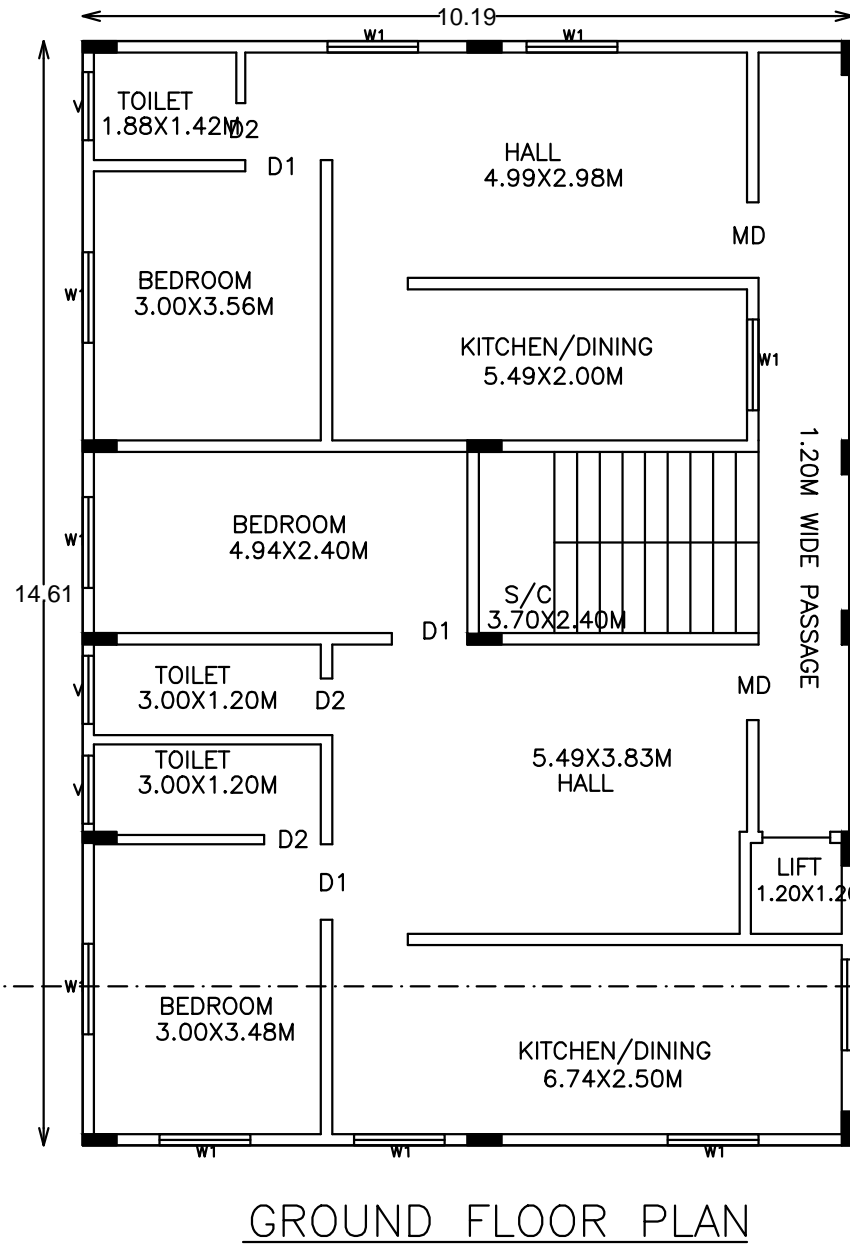 10.19
W1
W1
TOILET
1.88X1.42M
D2
V
D1
HALL
4.99X2.98M
MD
BEDROOM
3.00X3.56M
W1
KITCHEN/DINING
5.49X2.00M
W1
1.20M WIDE PASSAGE
BEDROOM
4.94X2.40M
W1
14.61
S/C
3.70X2.40M
D1
TOILET
3.00X1.20M
V
D2
MD
TOILET
3.00X1.20M
V
5.49X3.83M
HALL
D2
D1
LIFT
1.20X1.20
W1
BEDROOM
3.00X3.48M
KITCHEN/DINING
6.74X2.50M
W1
W1
W1
GROUND FLOOR PLAN